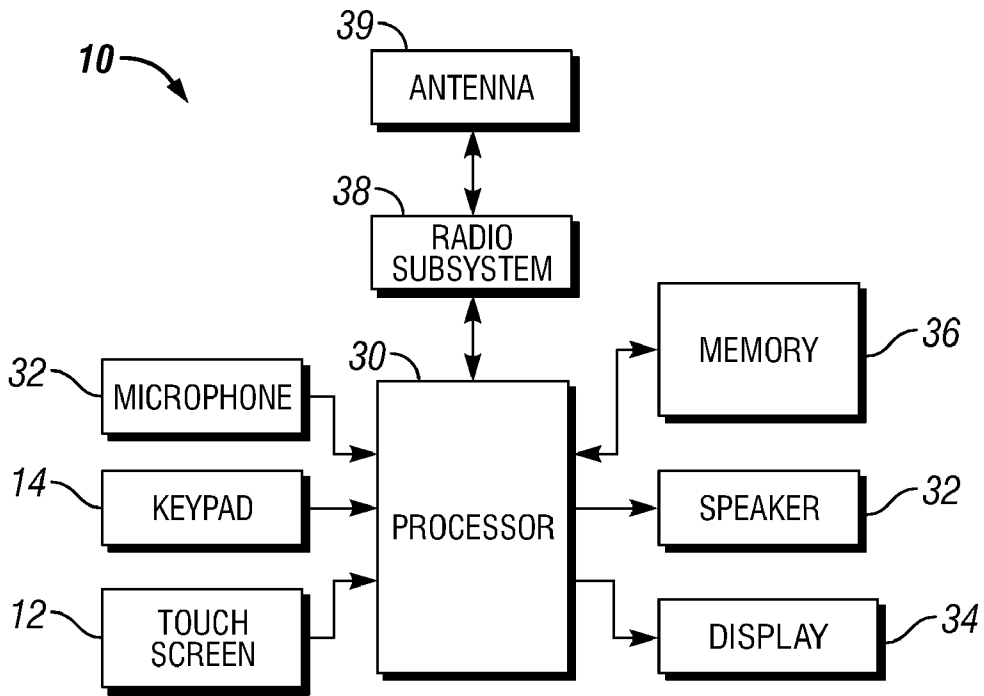 10
39
ANTENNA
38
RADIO
SUBSYSTEM
30
MEMORY
36
32
MICROPHONE
14
KEYPAD
PROCESSOR
SPEAKER
32
12
TOUCH
SCREEN
DISPLAY
34